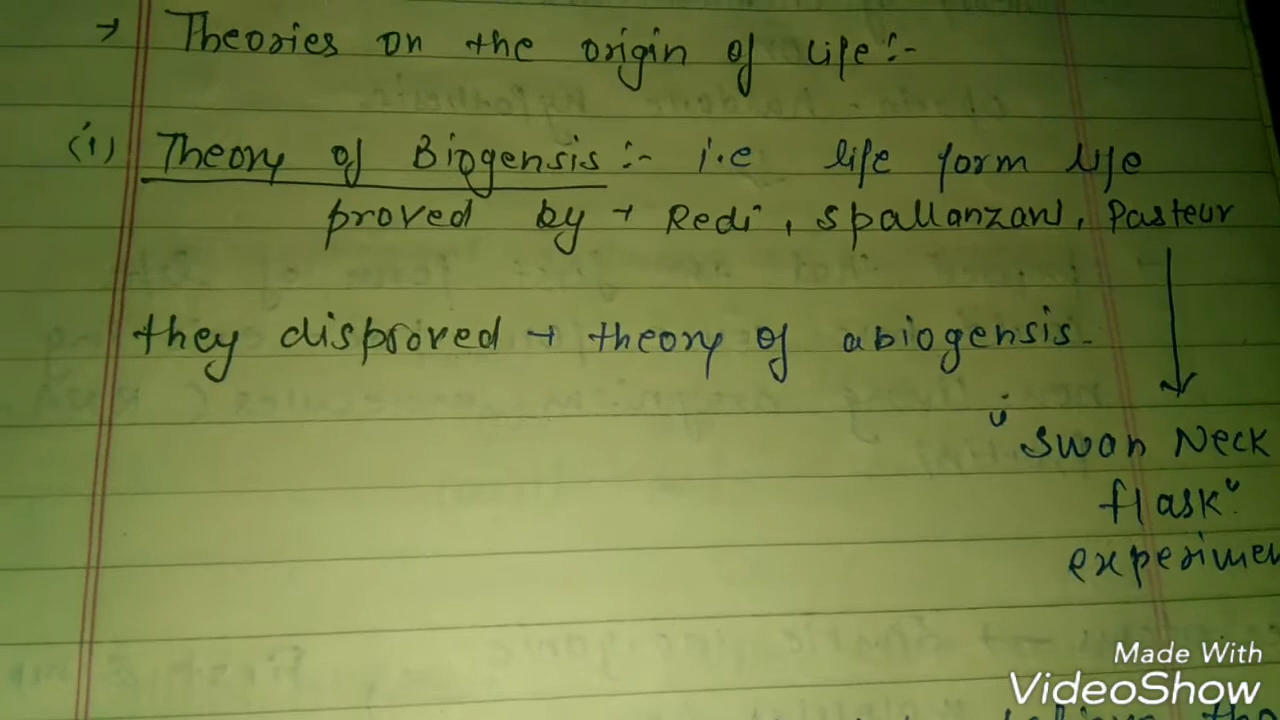 → Theories on the origin of life :-
(i) Theory of Biogensis :- i.e life form life
proved by → Redi, Spallanzani, Pasteur
they disproved → theory of abiogensis.
"Swan Neck
flask"
experimen
Made With
VideoShow